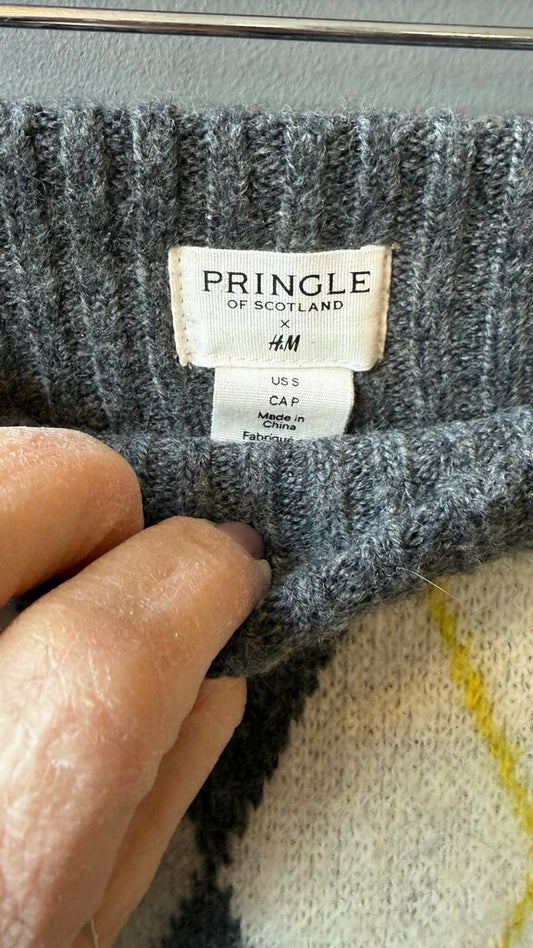 PRINGLE
OF SCOTLAND
×
H&M
US S
CA P
Made in
China
Fabriqué